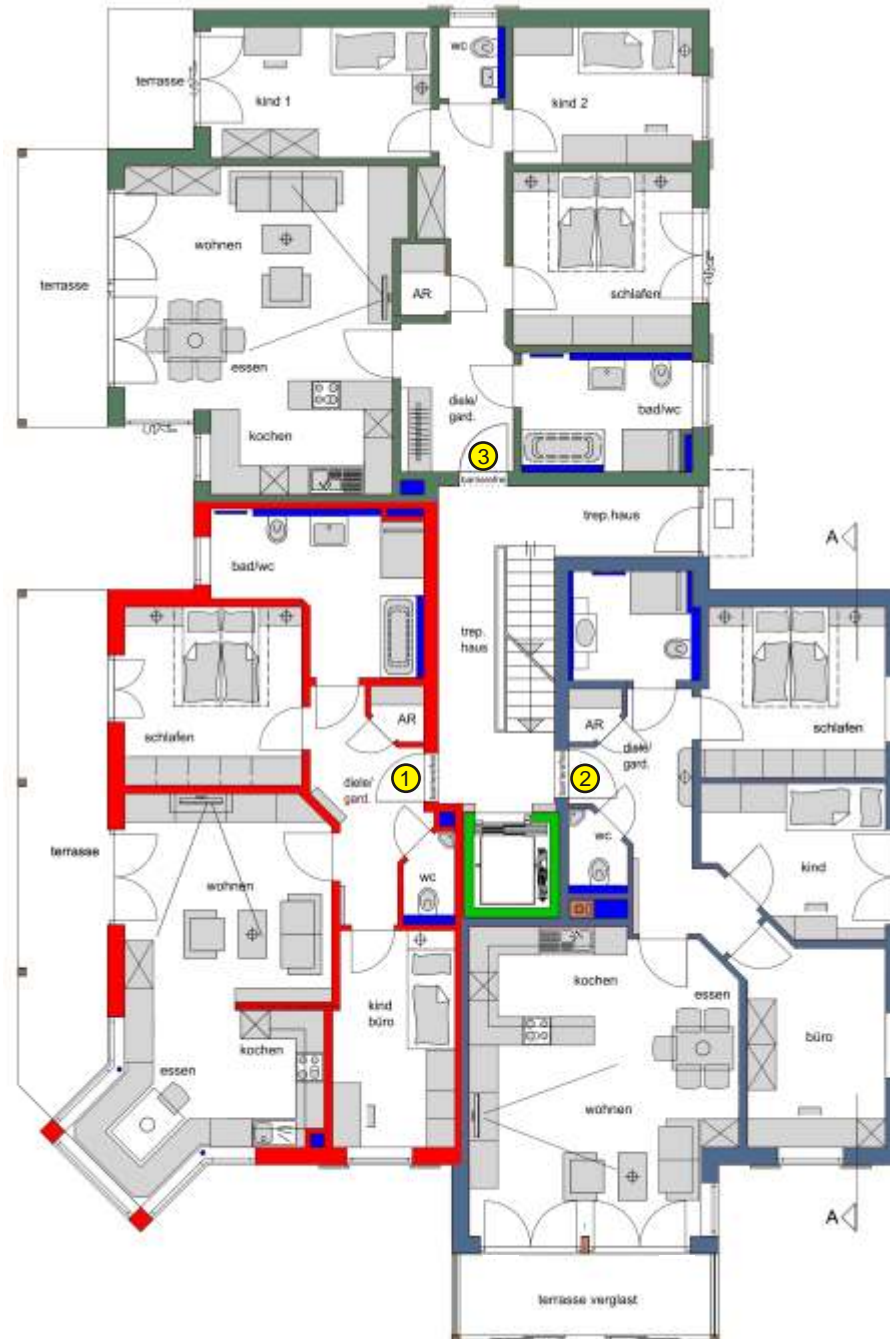 wc
terrasse
kind 1
kind 2
wohnen
terrasse
AR
schlafen
essen
diele/
gard.
bad/wc
kochen
3
barrierefrei
trep.haus
A
bad/wc
trep.
haus
AR
AR
schlafen
schlafen
diele/
gard.
diele/
gard.
1
2
terrasse
wc
kind
wohnen
wc
kochen
essen
kind
büro
kochen
büro
essen
wohnen
A
terrasse verglast